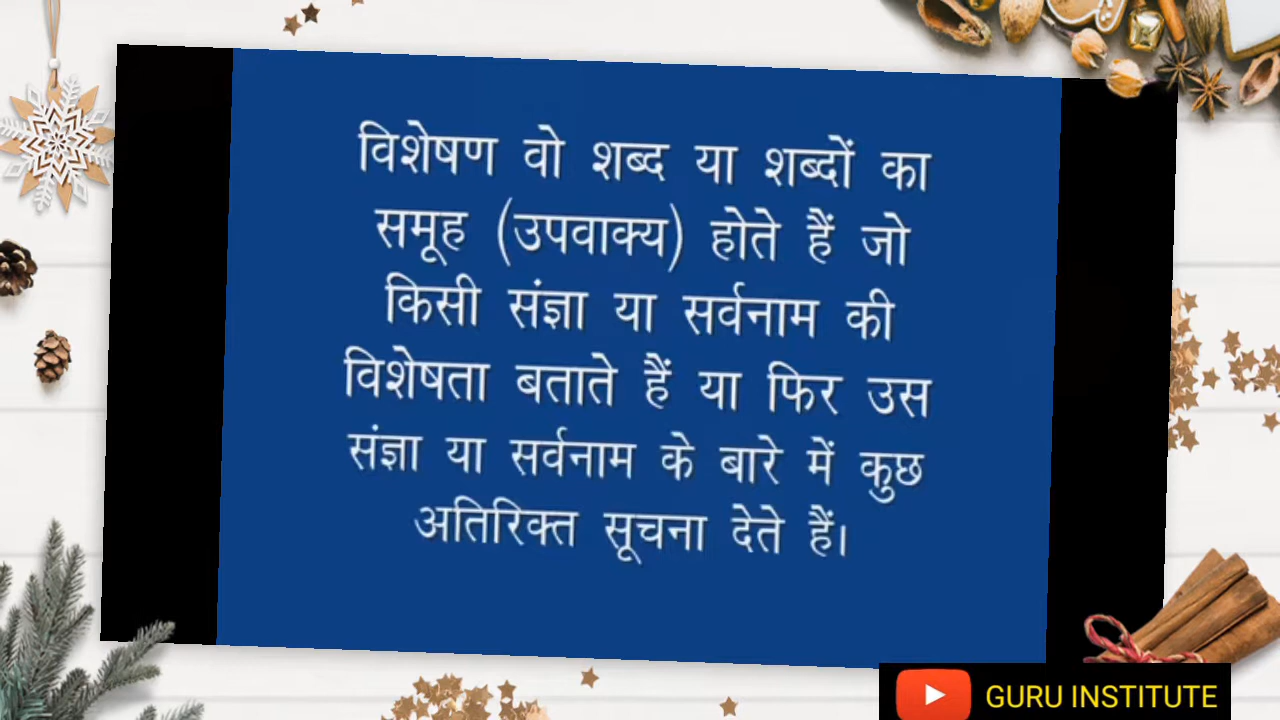 विशेषण वो शब्द या शब्दों का
समूह (उपवाक्य) होते हैं जो
किसी संज्ञा या सर्वनाम की
विशेषता बताते हैं या फिर उस
संज्ञा या सर्वनाम के बारे में कुछ
अतिरिक्त सूचना देते हैं।
GURU INSTITUTE